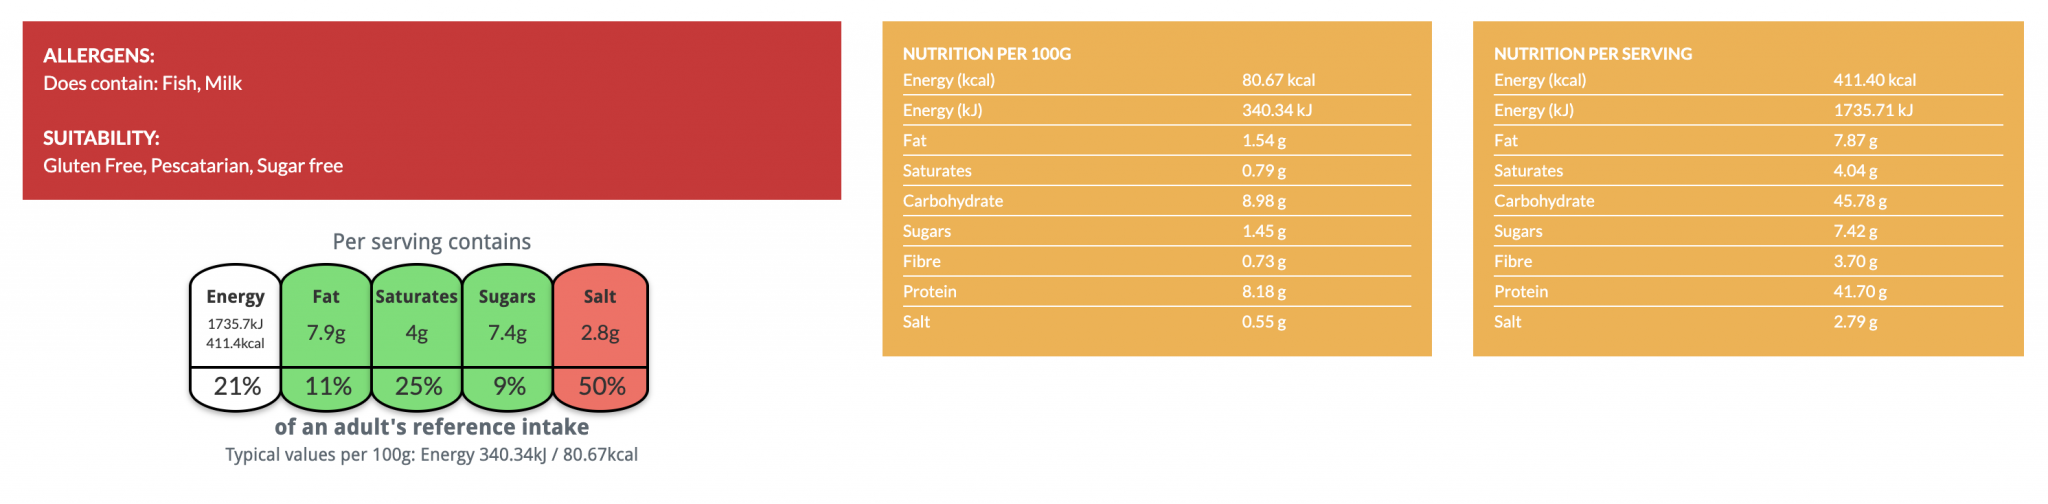 ALLERGENS:
Does contain: Fish, Milk
SUITABILITY:
Gluten Free, Pescatarian, Sugar free
Per serving contains
Energy Fat Saturates Sugars Salt
1735.7kJ
411.4kcal 7.9g 4g 7.4g 2.8g
21% 11% 25% 9% 50%
of an adult's reference intake
Typical values per 100g: Energy 340.34kJ / 80.67kcal
NUTRITION PER 100G
Energy (kcal) 80.67 kcal
Energy (kJ) 340.34 kJ
Fat 1.54 g
Saturates 0.79 g
Carbohydrate 8.98 g
Sugars 1.45 g
Fibre 0.73 g
Protein 8.18 g
Salt 0.55 g
NUTRITION PER SERVING
Energy (kcal) 411.40 kcal
Energy (kJ) 1735.71 kJ
Fat 7.87 g
Saturates 4.04 g
Carbohydrate 45.78 g
Sugars 7.42 g
Fibre 3.70 g
Protein 41.70 g
Salt 2.79 g